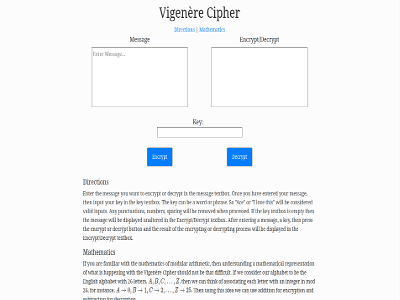 Vigenère Cipher
Directions | Mathematics
Message
Encrypt|Decrypt
Enter Message...
Key:
Encrypt
Decrypt
Directions
Enter the message you want to encrypt or decrypt in the message textbox. Once you have entered your message,
then input your key in the key textbox. The key can be a word or phrase. So "Ace" or "I love this" will be considered
valid inputs. Any punctuations, numbers, spacing will be removed when processed. If the key textbox is empty then
the message will be displayed unaltered in the Encrypt/Decrypt textbox. After entering a message, a key, then press
the encrypt or decrypt button and the result of the encrypting or decrypting process will be displayed in the
Encrypt/Decrypt textbox.
Mathematics
If you are familiar with the mathematics of modular arithmetic, then understanding a mathematical representation
of what is happening with the Vigenère Cipher should not be that difficult. If we consider our alphabet to be the
English alphabet with 26 letters, A, B, C, ..., Z, then we can think of associating each letter with an integer in mod
26, for instance, A → 0, B → 1, C → 2, ..., Z → 25. Then using this idea we can use addition for encryption and
subtraction for decryption.